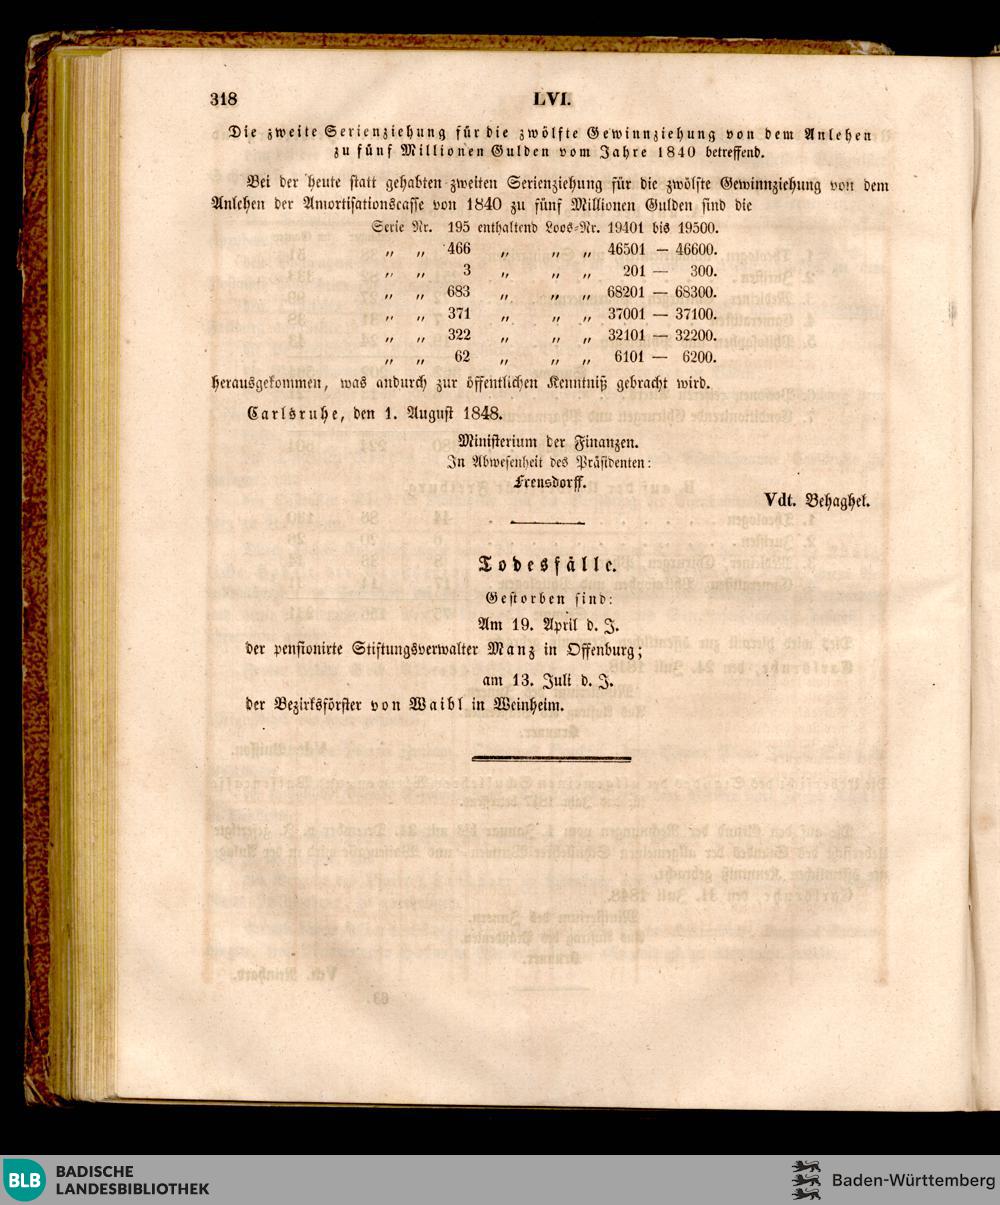 318 LVI.
Die zweite Serienziehung für die zwölfte Gewinnziehung von dem Anlehen
zu fünf Millionen Gulden vom Jahre 1840 betreffend.
Bei der heute statt gehabten zweiten Serienziehung für die zwölfte Gewinnziehung von dem
Anlehen der Amortisationscasse von 1840 zu fünf Millionen Gulden sind die
Serie Nr. 195 enthaltend Loos-Nr. 19401 bis 19500.
„ „ 466 „ „ „ 46501 — 46600.
„ „ 3 „ „ „ 201 — 300.
„ „ 683 „ „ „ 68201 — 68300.
„ „ 371 „ „ „ 37001 — 37100.
„ „ 322 „ „ „ 32101 — 32200.
„ „ 62 „ „ „ 6101 — 6200.
herausgekommen, was andurch zur öffentlichen Kenntniß gebracht wird.
Carlsruhe, den 1. August 1848.
Ministerium der Finanzen.
In Abwesenheit des Präsidenten:
Frensdorff.
Vdt. Behaghel.
Todesfälle.
Gestorben sind:
Am 19. April d. J.
der pensionirte Stiftungsverwalter Manz in Offenburg;
am 13. Juli d. J.
der Bezirksförster von Waibl in Weinheim.
BLB BADISCHE
LANDESBIBLIOTHEK
Baden-Württemberg